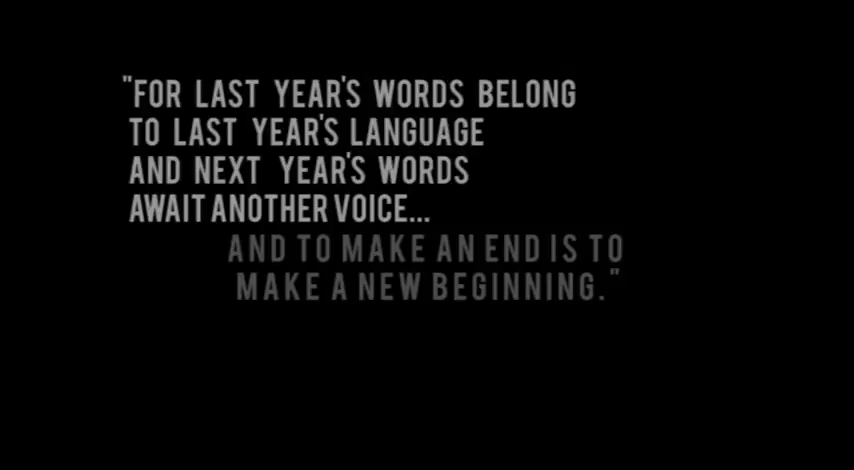 "FOR LAST YEAR'S WORDS BELONG
TO LAST YEAR'S LANGUAGE
AND NEXT YEAR'S WORDS
AWAIT ANOTHER VOICE...
AND TO MAKE AN END IS TO
MAKE A NEW BEGINNING."